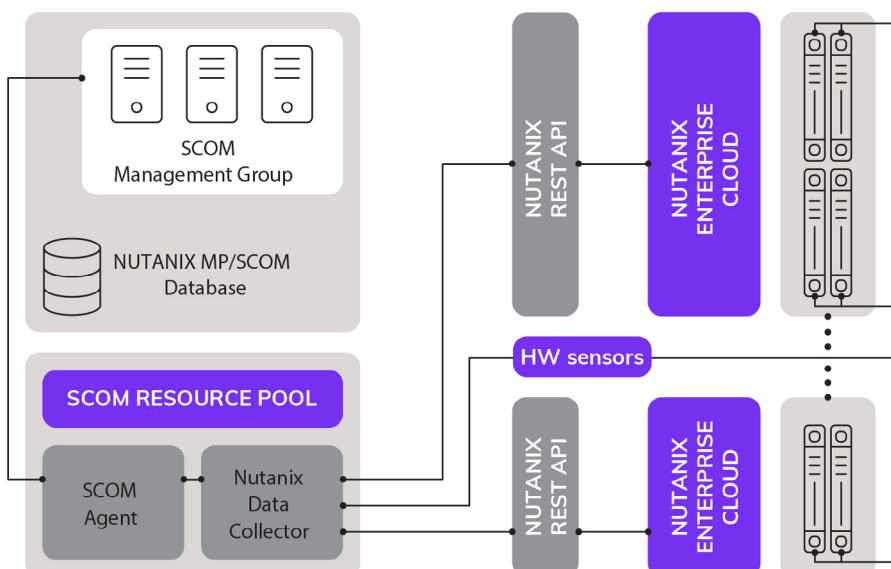 SCOM
Management Group
NUTANIX MP/SCOM
Database
SCOM RESOURCE POOL
SCOM
Agent
Nutanix
Data
Collector
NUTANIX
REST API
NUTANIX
ENTERPRISE
CLOUD
HW sensors
NUTANIX
REST API
NUTANIX
ENTERPRISE
CLOUD